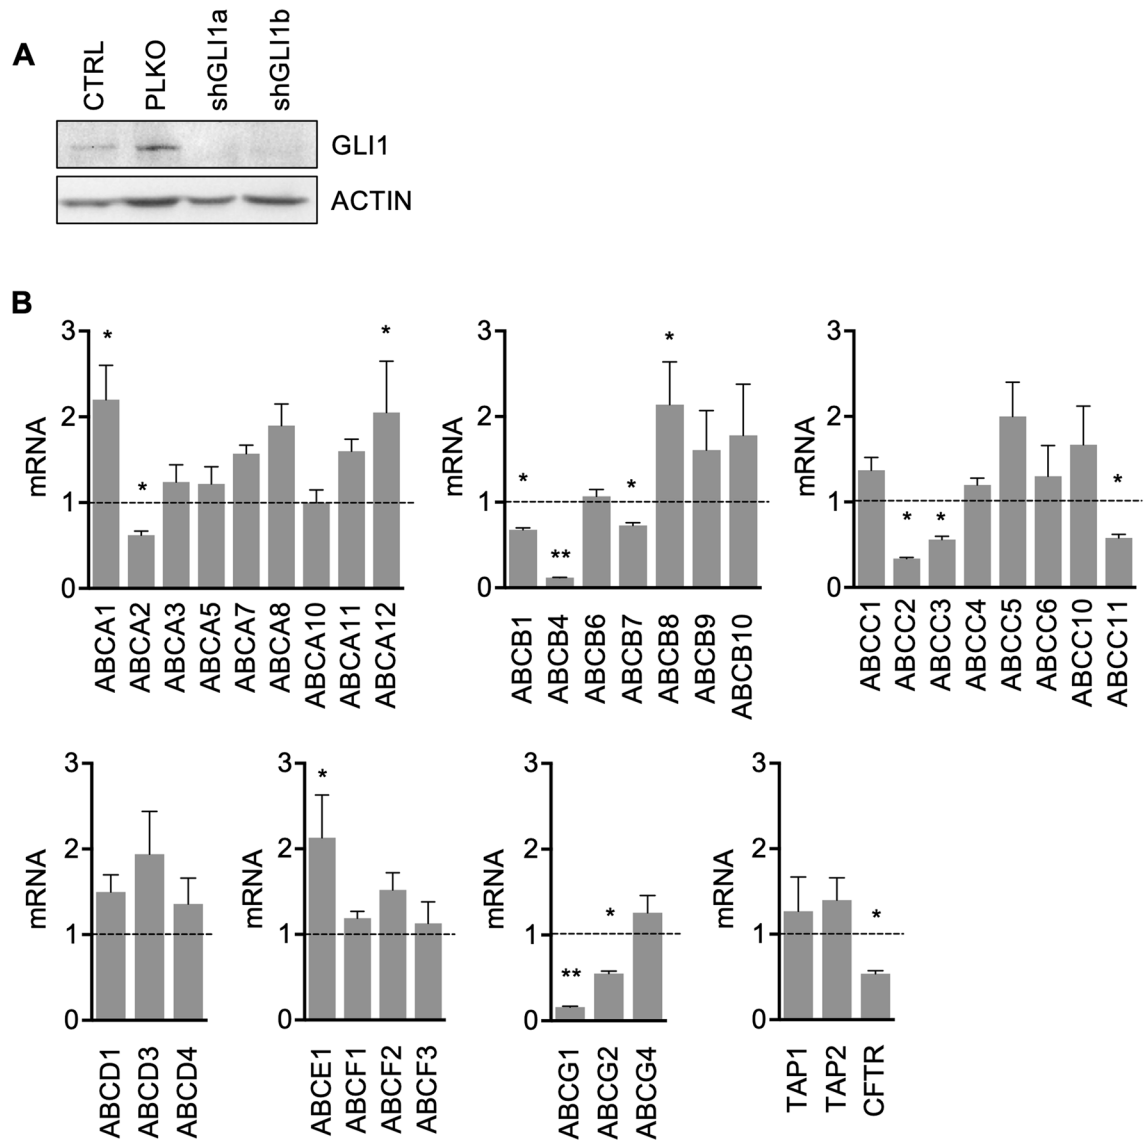 A
CTRL
PLKO
shGLI1a
shGLI1b
GLI1
ACTIN
B
3
2
1
0
mRNA
*
*
*
ABCA1
ABCA2
ABCA3
ABCA5
ABCA7
ABCA8
ABCA10
ABCA11
ABCA12
3
2
1
0
mRNA
*
**
*
*
ABCB1
ABCB4
ABCB6
ABCB7
ABCB8
ABCB9
ABCB10
3
2
1
0
mRNA
*
*
*
ABCC1
ABCC2
ABCC3
ABCC4
ABCC5
ABCC6
ABCC10
ABCC11
3
2
1
0
mRNA
ABCD1
ABCD3
ABCD4
3
2
1
0
mRNA
*
ABCE1
ABCF1
ABCF2
ABCF3
3
2
1
0
mRNA
**
*
ABCG1
ABCG2
ABCG4
3
2
1
0
mRNA
*
TAP1
TAP2
CFTR